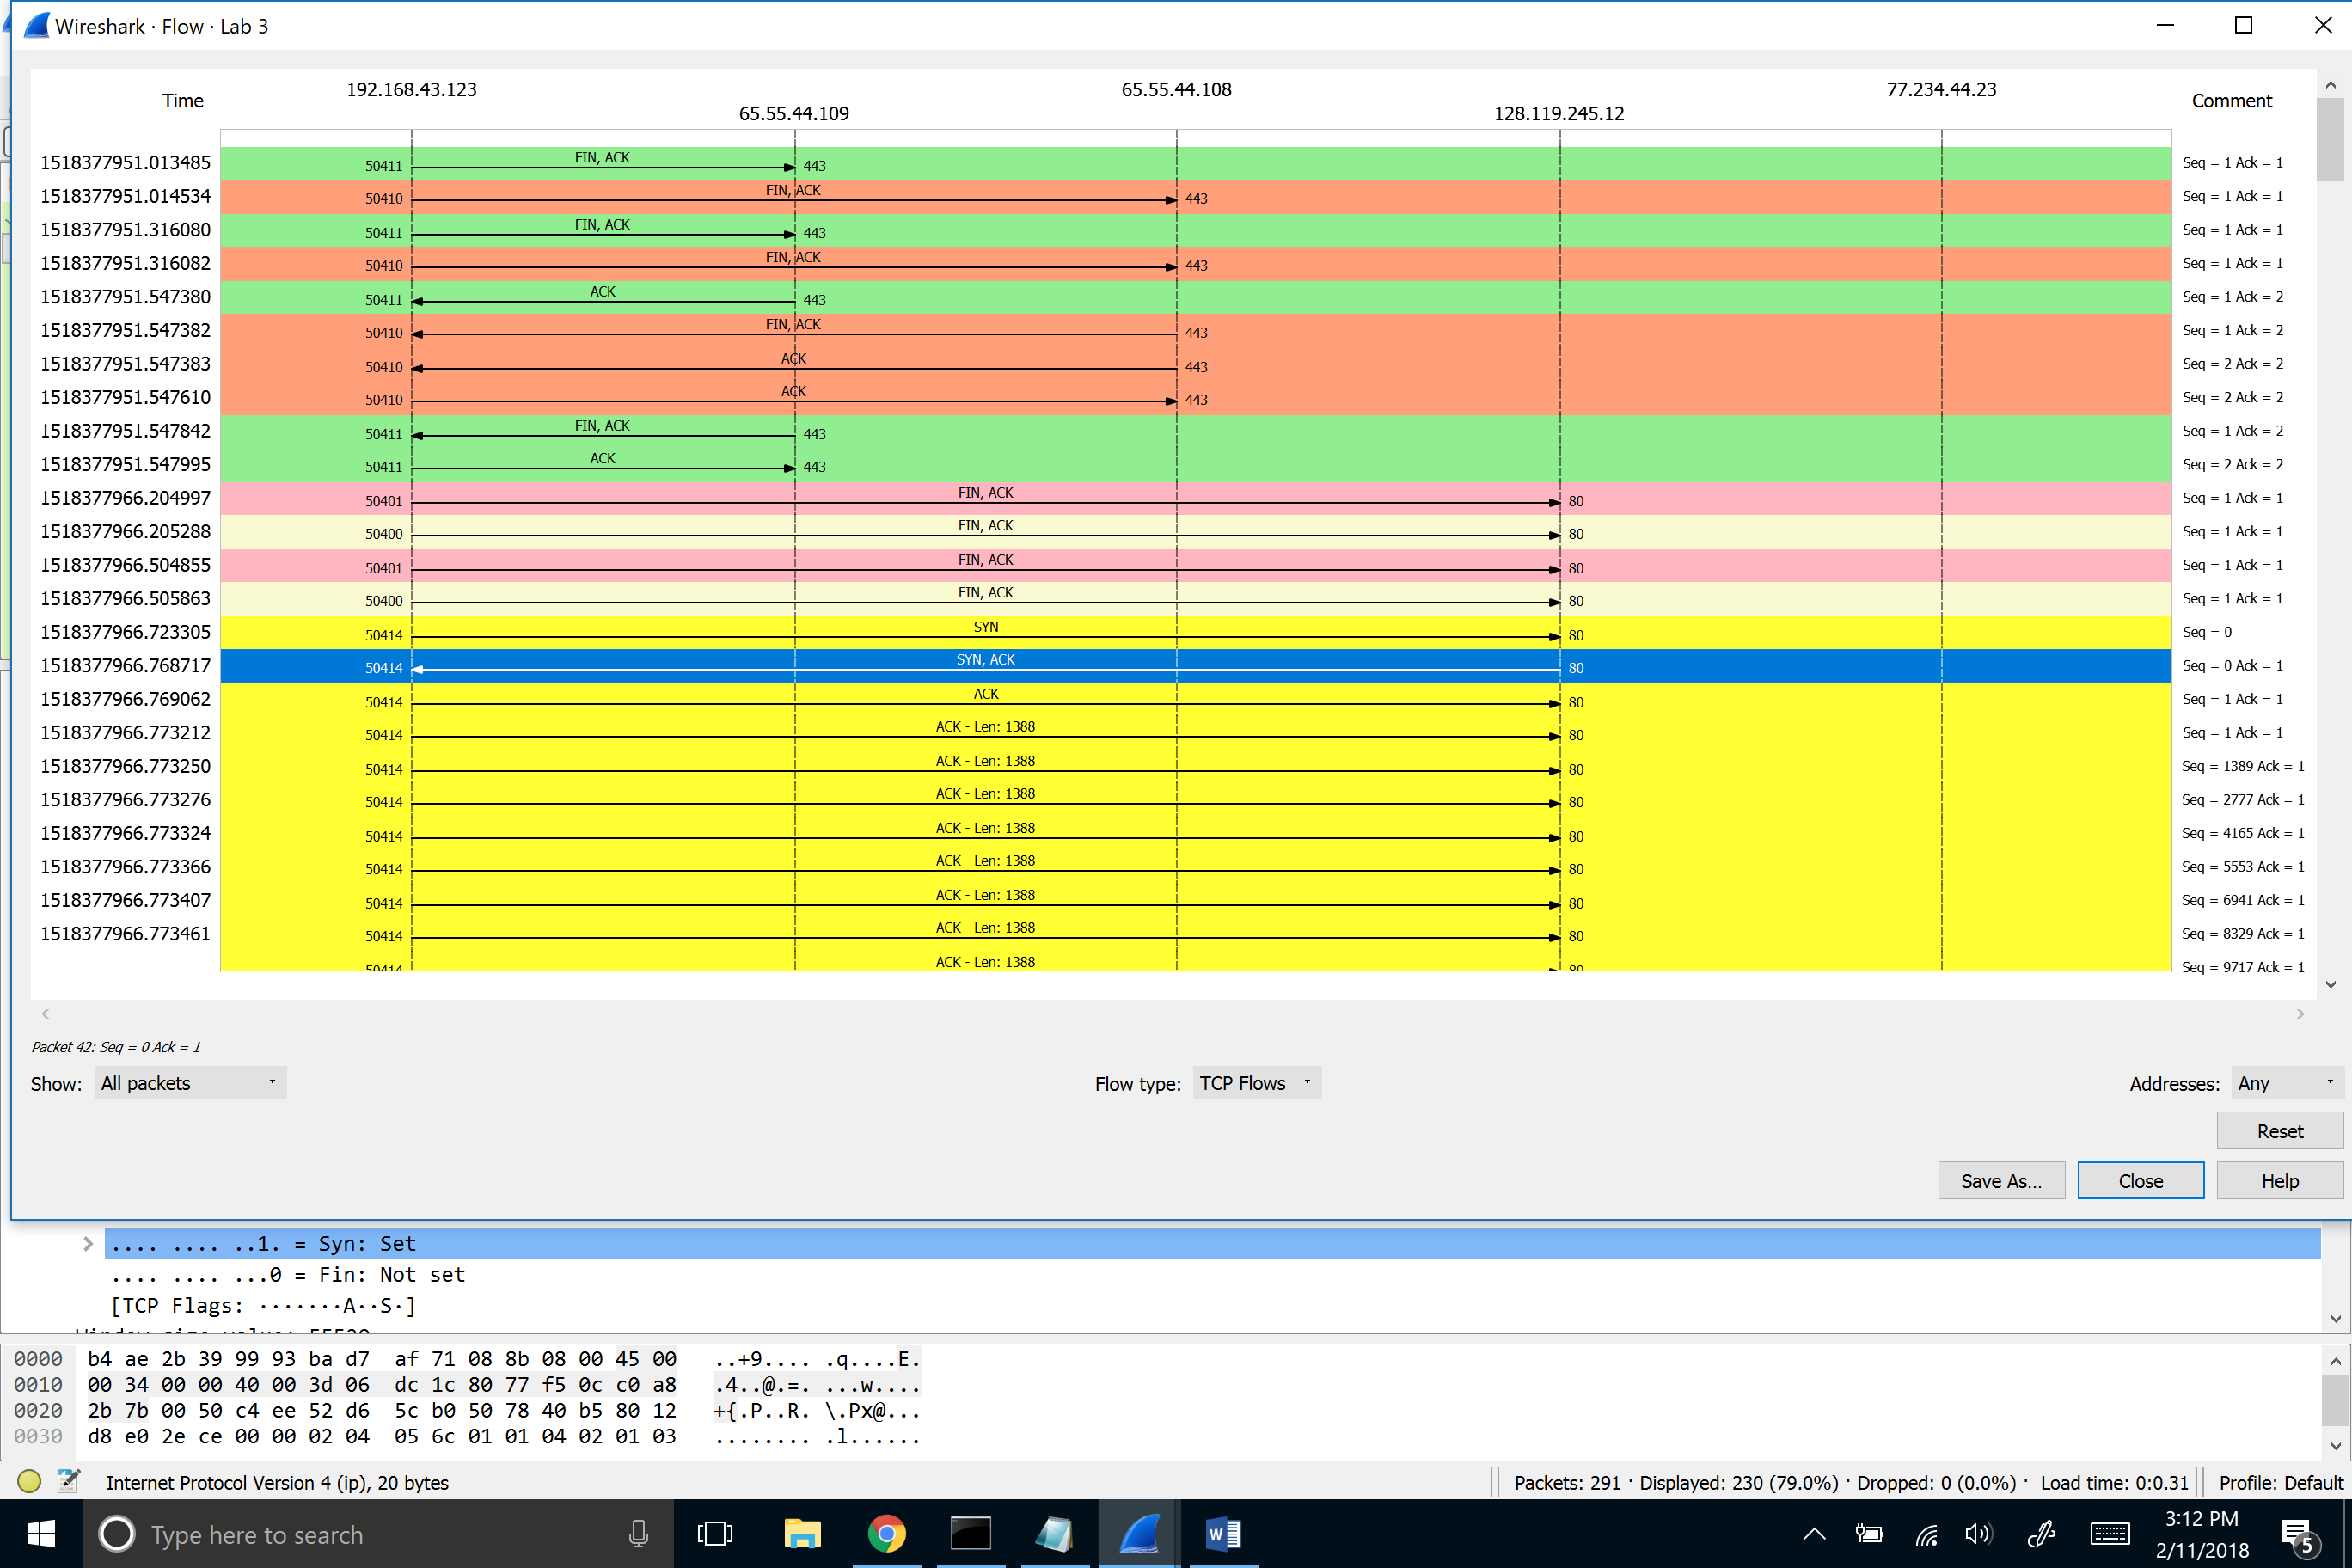 Wireshark · Flow · Lab 3
192.168.43.123 65.55.44.108 77.234.44.23
Time 65.55.44.109 128.119.245.12 Comment
1518377951.013485 50411 FIN, ACK 443 Seq = 1 Ack = 1
1518377951.014534 50410 FIN, ACK 443 Seq = 1 Ack = 1
1518377951.316080 50411 FIN, ACK 443 Seq = 1 Ack = 1
1518377951.316082 50410 FIN, ACK 443 Seq = 1 Ack = 1
1518377951.547380 50411 ACK 443 Seq = 1 Ack = 2
1518377951.547382 50410 FIN, ACK 443 Seq = 1 Ack = 2
1518377951.547383 50410 ACK 443 Seq = 2 Ack = 2
1518377951.547610 50410 ACK 443 Seq = 2 Ack = 2
1518377951.547842 50411 FIN, ACK 443 Seq = 1 Ack = 2
1518377951.547995 50411 ACK 443 Seq = 2 Ack = 2
1518377966.204997 50401 FIN, ACK 80 Seq = 1 Ack = 1
1518377966.205288 50400 FIN, ACK 80 Seq = 1 Ack = 1
1518377966.504855 50401 FIN, ACK 80 Seq = 1 Ack = 1
1518377966.505863 50400 FIN, ACK 80 Seq = 1 Ack = 1
1518377966.723305 50414 SYN 80 Seq = 0
1518377966.768717 50414 SYN, ACK 80 Seq = 0 Ack = 1
1518377966.769062 50414 ACK 80 Seq = 1 Ack = 1
1518377966.773212 50414 ACK - Len: 1388 80 Seq = 1 Ack = 1
1518377966.773250 50414 ACK - Len: 1388 80 Seq = 1389 Ack = 1
1518377966.773276 50414 ACK - Len: 1388 80 Seq = 2777 Ack = 1
1518377966.773324 50414 ACK - Len: 1388 80 Seq = 4165 Ack = 1
1518377966.773366 50414 ACK - Len: 1388 80 Seq = 5553 Ack = 1
1518377966.773407 50414 ACK - Len: 1388 80 Seq = 6941 Ack = 1
1518377966.773461 50414 ACK - Len: 1388 80 Seq = 8329 Ack = 1
50414 ACK - Len: 1388 80 Seq = 9717 Ack = 1
Packet 42: Seq = 0 Ack = 1
Show: All packets Flow type: TCP Flows Addresses: Any
Reset
Save As... Close Help
.... .... ..1. = Syn: Set
.... .... ...0 = Fin: Not set
[TCP Flags: ·······A··S·]
0000 b4 ae 2b 39 99 93 ba d7 af 71 08 8b 08 00 45 00 ..+9.... .q....E.
0010 00 34 00 00 40 00 3d 06 dc 1c 80 77 f5 0c c0 a8 .4..@.=. ...w....
0020 2b 7b 00 50 c4 ee 52 d6 5c b0 50 78 40 b5 80 12 +{.P..R. \.Px@...
0030 d8 e0 2e ce 00 00 02 04 05 6c 01 01 04 02 01 03 ........ .l......
Internet Protocol Version 4 (ip), 20 bytes Packets: 291 · Displayed: 230 (79.0%) · Dropped: 0 (0.0%) · Load time: 0:0.31 Profile: Default
Type here to search
3:12 PM
2/11/2018
5